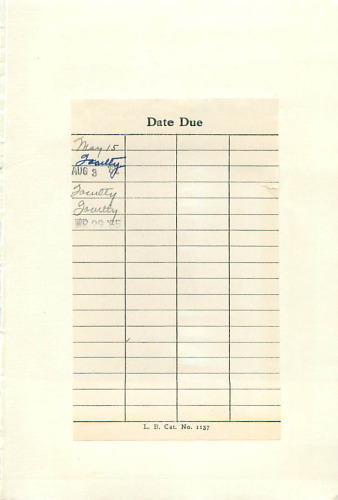 Date Due
May 15
Faculty
AUG 3
Faculty
Faculty
L. B. Cat. No. 1137